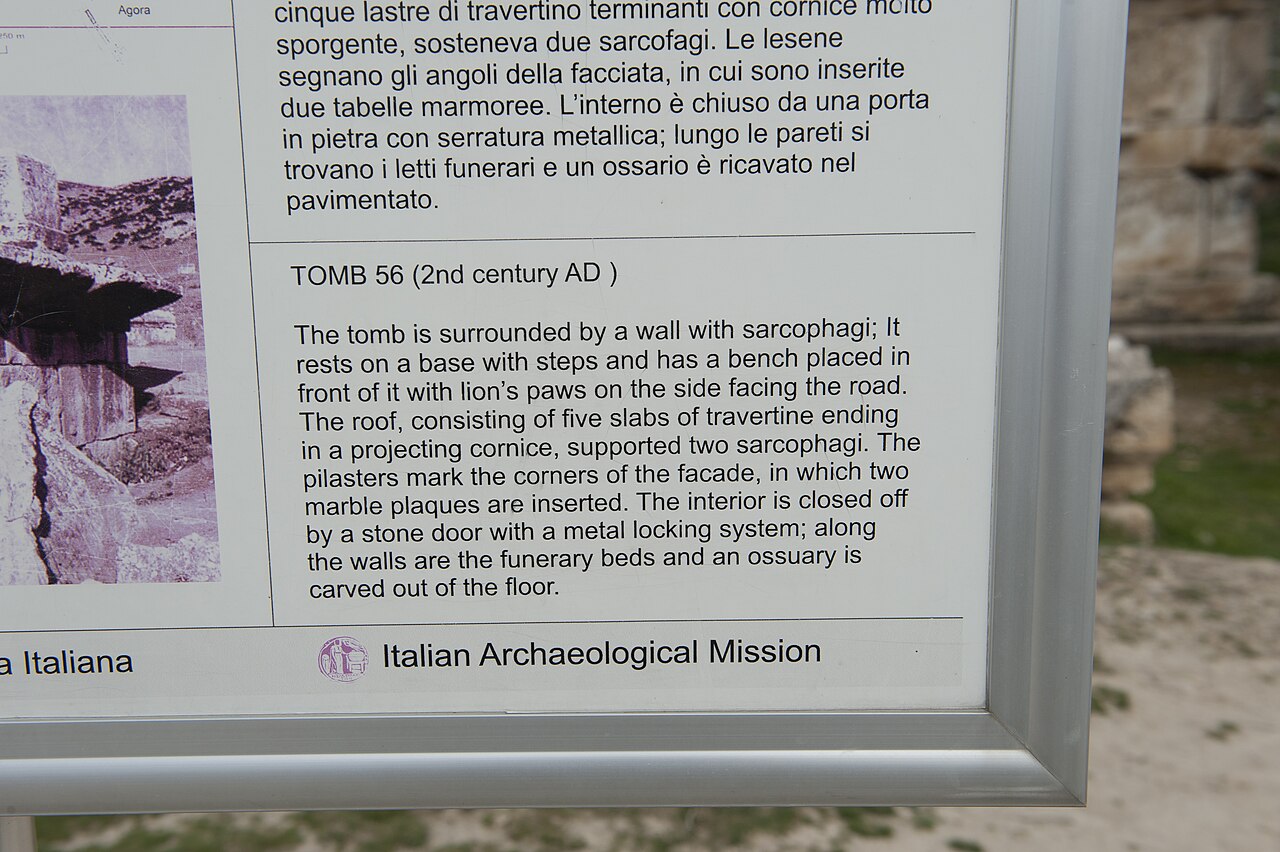 Agora
250 m
cinque lastre di travertino terminanti con cornice molto
sporgente, sosteneva due sarcofagi. Le lesene
segnano gli angoli della facciata, in cui sono inserite
due tabelle marmoree. L'interno è chiuso da una porta
in pietra con serratura metallica; lungo le pareti si
trovano i letti funerari e un ossario è ricavato nel
pavimentato.
TOMB 56 (2nd century AD )
The tomb is surrounded by a wall with sarcophagi; It
rests on a base with steps and has a bench placed in
front of it with lion's paws on the side facing the road.
The roof, consisting of five slabs of travertine ending
in a projecting cornice, supported two sarcophagi. The
pilasters mark the corners of the facade, in which two
marble plaques are inserted. The interior is closed off
by a stone door with a metal locking system; along
the walls are the funerary beds and an ossuary is
carved out of the floor.
a Italiana
Italian Archaeological Mission